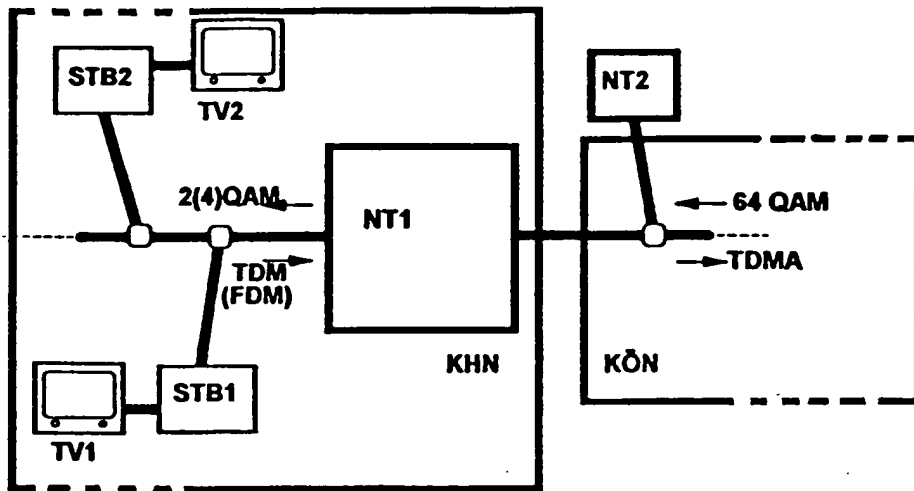 STB2
TV2
NT2
2(4)QAM
NT1
64 QAM
TDM
(FDM)
TDMA
KHN
KÖN
STB1
TV1